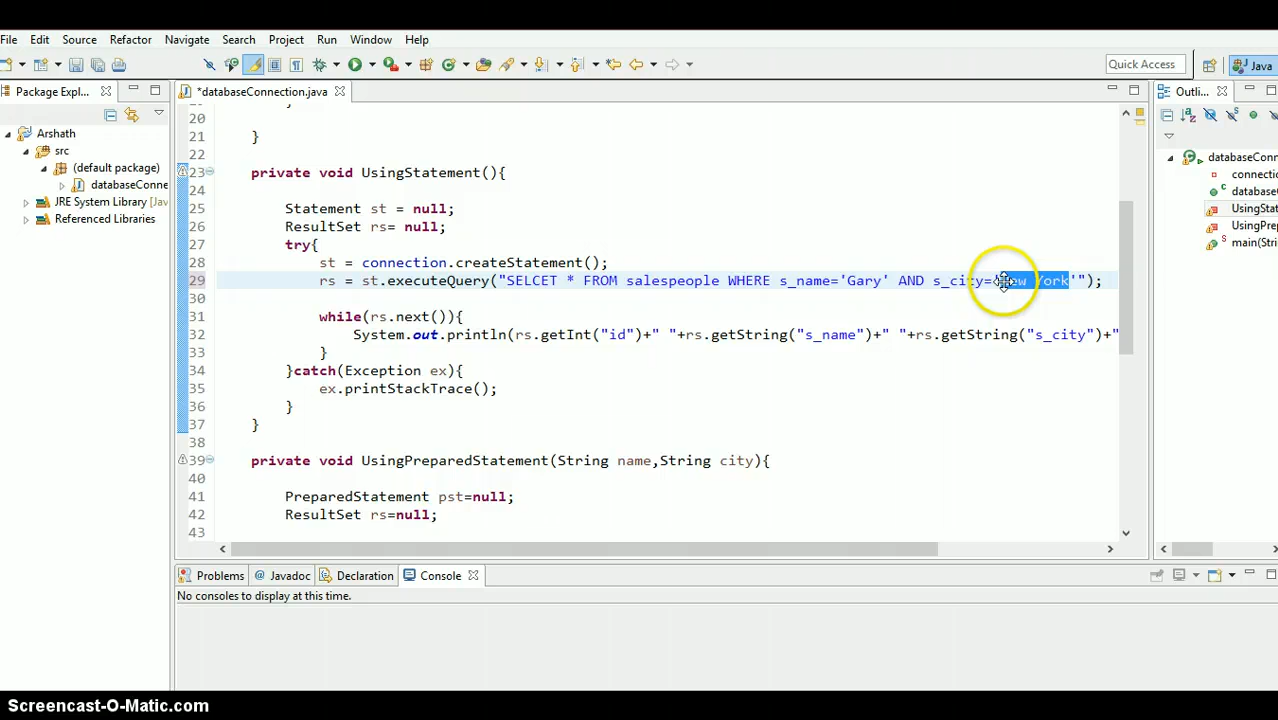 File Edit Source Refactor Navigate Search Project Run Window Help
Quick Access Java
Package Expl...
*databaseConnection.java
Outli...
Arshath
src
(default package)
databaseConne
JRE System Library [Jav
Referenced Libraries
20
21 }
22
23 private void UsingStatement(){
24
25 Statement st = null;
26 ResultSet rs= null;
27 try{
28 st = connection.createStatement();
29 rs = st.executeQuery("SELCET * FROM salespeople WHERE s_name='Gary' AND s_city='New York'");
30
31 while(rs.next()){
32 System.out.println(rs.getInt("id")+" "+rs.getString("s_name")+" "+rs.getString("s_city")+"
33 }
34 }catch(Exception ex){
35 ex.printStackTrace();
36 }
37 }
38
39 private void UsingPreparedStatement(String name,String city){
40
41 PreparedStatement pst=null;
42 ResultSet rs=null;
43
databaseConn
connection
databas
UsingStat
UsingPrep
main(Strin
Problems @ Javadoc Declaration Console
No consoles to display at this time.
Screencast-O-Matic.com